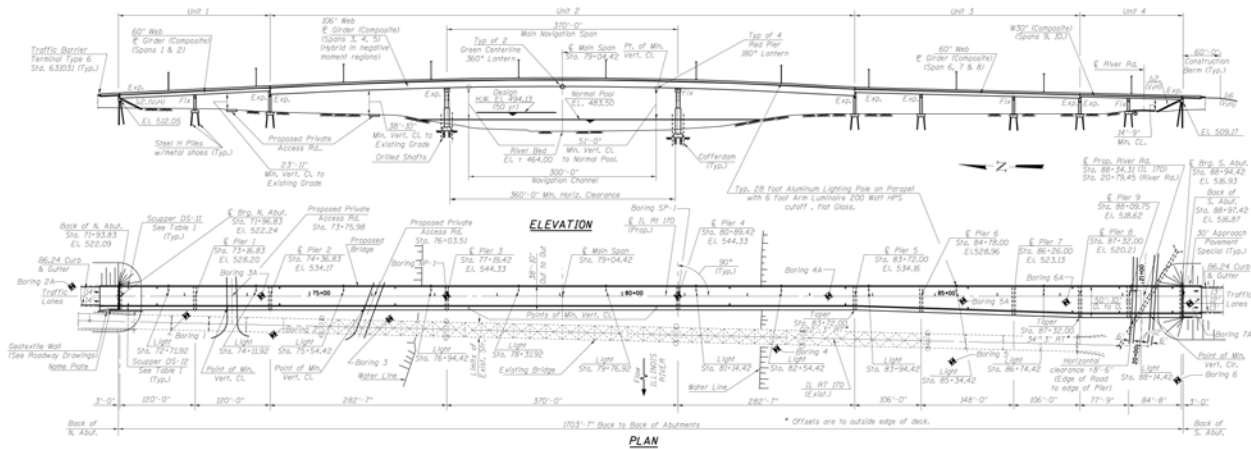 Unit 1
Unit 2
Unit 3
Unit 4
106" Web
℄ Girder (Composite)
(Spans 3, 4, 5)
(Hybrid in negative
moment regions)
370'-0"
Main Navigation Span
60" Web
℄ Girder (Composite)
(Spans 1 & 2)
Typ of 2
Green Centerline
360° Lantern
℄ Main Span
Sta. 79+04.42
Pt. of Min.
Vert. CL
Typ of 4
Red Pier
180° Lantern
60" Web
℄ Girder (Composite)
(Span 6, 7, & 8)
W30" (Composite)
(Spans 9, 10)
Traffic Barrier
Terminal Type 6
Std. 631031 (Typ.)
℄ River Rd.
60'-0"
Construction
Berm (Typ.)
Exp.
Fix
Exp.
Exp.
Fix
Exp.
Exp.
Design
H.W. EL 494.13
(50 yr)
Normal Pool
EL. 483.50
1:2 (V:H)
El. 512.05
Steel H Piles
w/metal shoes (Typ.)
Proposed Private
Access Rd.
23'-11"
Min. Vert. CL to
Existing Grade
38'-10"
Min. Vert. CL to
Existing Grade
Drilled Shafts
River Bed
EL ± 464.00
51'-0"
Min. Vert. CL
to Normal Pool.
Cofferdam (Typ.)
300'-0"
Navigation Channel
360'-0" Min. Horiz. Clearance
14'-9"
Min. CL.
EL 509.17
N
Typ. 28 foot Aluminum Lighting Pole on Parapet
with 6 foot Arm Luminaire 200 Watt HPS
cutoff, flat Glass.
ELEVATION
℄ Prop. River Rd.
Sta. 88+34.31 (IL 170)
Sta. 20+79.45 (River Rd.)
℄ Brg. S. Abut.
Sta. 88+94.42
El. 516.93
Back of
S. Abut.
Sta. 88+97.42
El. 516.87
30' Approach
Pavement
Special (Typ.)
Back of N. Abut.
Sta. 71+93.83
El. 522.09
Scupper DS-11
See Table 1
(Typ.)
℄ Brg. N. Abut.
Sta. 71+96.83
El. 522.24
Proposed Private
Access Rd.
Sta. 73+75.98
℄ Pier 1
Sta. 73+16.83
El. 528.20
℄ Pier 2
Sta. 74+36.83
El. 534.17
Proposed
Bridge
Proposed Private
Access Rd.
Sta. 76+03.51
℄ Pier 3
Sta. 77+19.42
El. 544.33
℄ Main Span
Sta. 79+04.42
38'-10"
Out to Out
Boring SP-1
℄ IL Rt 170
(Prop.)
℄ Pier 4
Sta. 80+89.42
El. 544.33
90°
(Typ.)
℄ Pier 5
Sta. 83+72.00
El. 534.16
℄ Pier 6
Sta. 84+78.00
El. 528.96
℄ Pier 7
Sta. 86+26.00
El. 523.13
℄ Pier 8
Sta. 87+32.00
El. 520.21
℄ Pier 9
Sta. 88+09.75
El. 518.62
B6.24 Curb
& Gutter
B6.24 Curb
& Gutter
Boring 2A
Boring 3A
Boring 4A
Boring 5A
Boring 6A
Boring 7A
Traffic
Lanes
Traffic
Lanes
75+00
80+00
85+00
Points of Min. Vert. CL
Geotextile Wall
(See Roadway Drawings)
Name Plate
Boring 1
Boring 3
Boring 4
Boring 6
Light
Sta. 72+71.92
Scupper DS-12
See Table 1
(Typ.)
Light
Sta. 74+11.92
Point of Min.
Vert. CL
Light
Sta. 75+54.42
Point of Min.
Vert. CL
Water Line
Light
Sta. 76+94.42
Limits of
Exist. Str.
Light
Sta. 78+31.92
Existing Bridge
Light
Sta. 79+76.92
Flow
ILLINOIS
RIVER
Light
Sta. 81+14.42
Water Line
Light
Sta. 82+54.42
IL RT 170
(Exist.)
Taper
Sta. 83+72.00
Light
Sta. 83+94.42
Light
Sta. 85+34.42
Light
Sta. 86+74.42
Taper
Sta. 87+32.00
Horizontal
clearance 18'-6"
(Edge of Road
to edge of Pier)
50'-10"
O. to O.
Light
Sta. 88+14.42
Point of Min.
Vert. Clr.
3'-0"
120'-0"
120'-0"
282'-7"
370'-0"
282'-7"
106'-0"
148'-0"
106'-0"
77'-9"
84'-8"
3'-0"
Back of
N. Abut.
1703'-7" Back to Back of Abutments
* Offsets are to outside edge of deck.
Back of
S. Abut.
PLAN